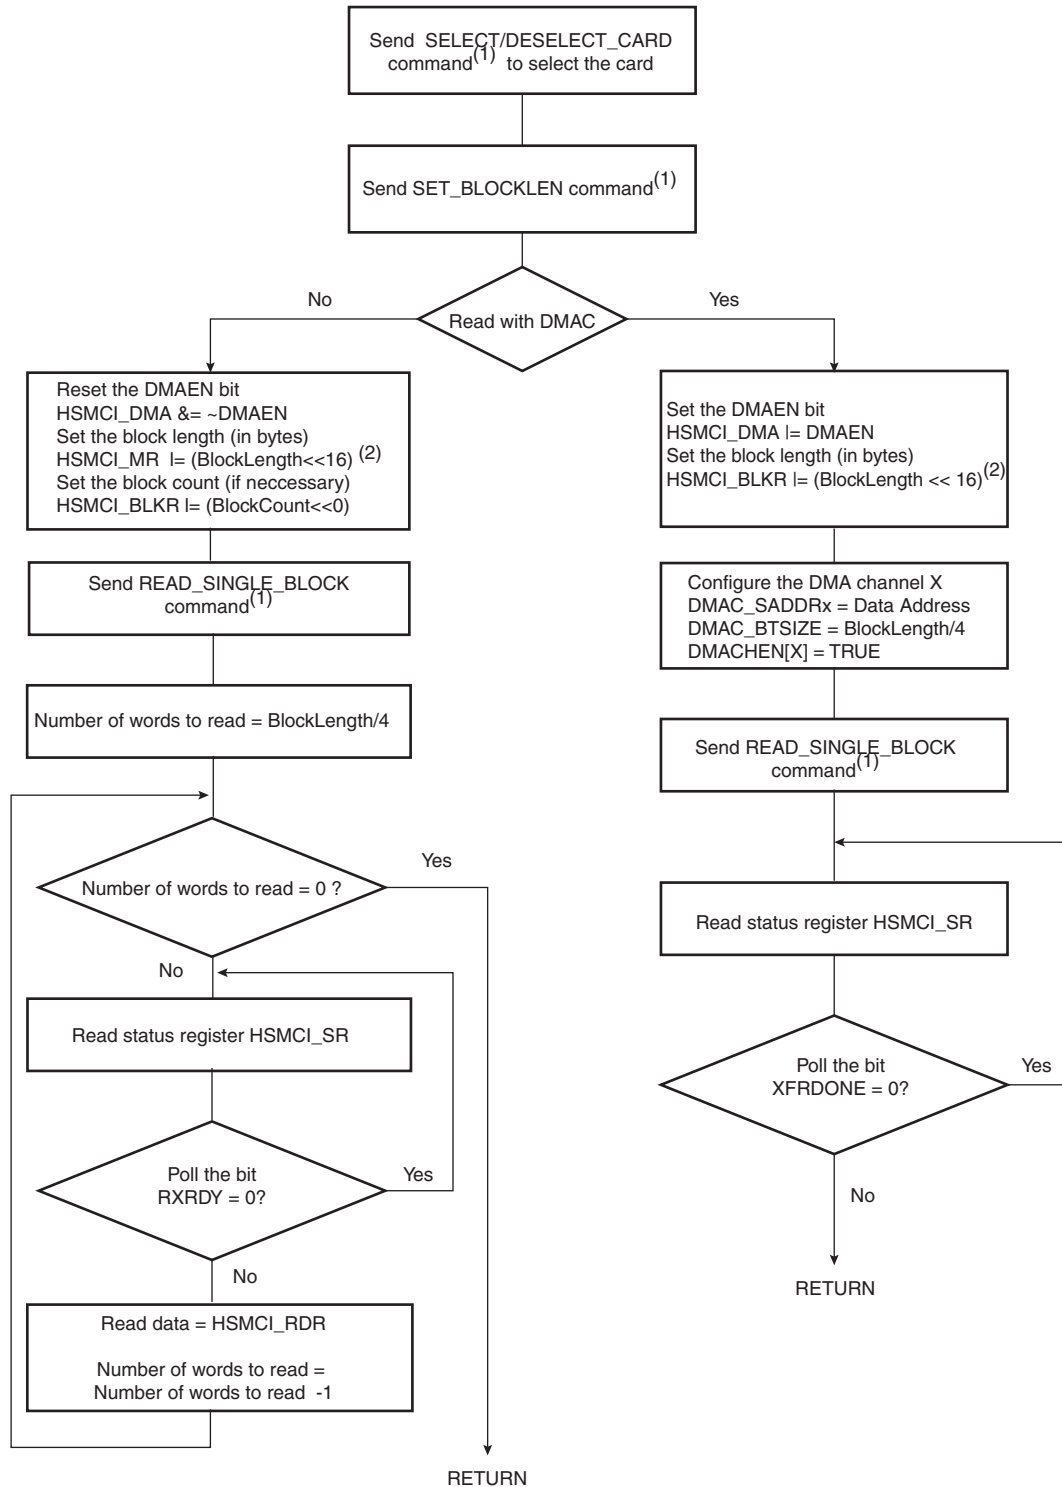 Send SELECT/DESELECT_CARD
command(1) to select the card
Send SET_BLOCKLEN command(1)
No
Yes
Read with DMAC
Reset the DMAEN bit
HSMCI_DMA &= ~DMAEN
Set the block length (in bytes)
HSMCI_MR |= (BlockLength<<16) (2)
Set the block count (if neccessary)
HSMCI_BLKR |= (BlockCount<<0)
Send READ_SINGLE_BLOCK
command(1)
Number of words to read = BlockLength/4
Number of words to read = 0 ?
Yes
No
Read status register HSMCI_SR
Poll the bit
RXRDY = 0?
Yes
No
Read data = HSMCI_RDR
Number of words to read =
Number of words to read -1
RETURN
Set the DMAEN bit
HSMCI_DMA |= DMAEN
Set the block length (in bytes)
HSMCI_BLKR |= (BlockLength << 16)(2)
Configure the DMA channel X
DMAC_SADDRx = Data Address
DMAC_BTSIZE = BlockLength/4
DMACHEN[X] = TRUE
Send READ_SINGLE_BLOCK
command(1)
Read status register HSMCI_SR
Poll the bit
XFRDONE = 0?
Yes
No
RETURN